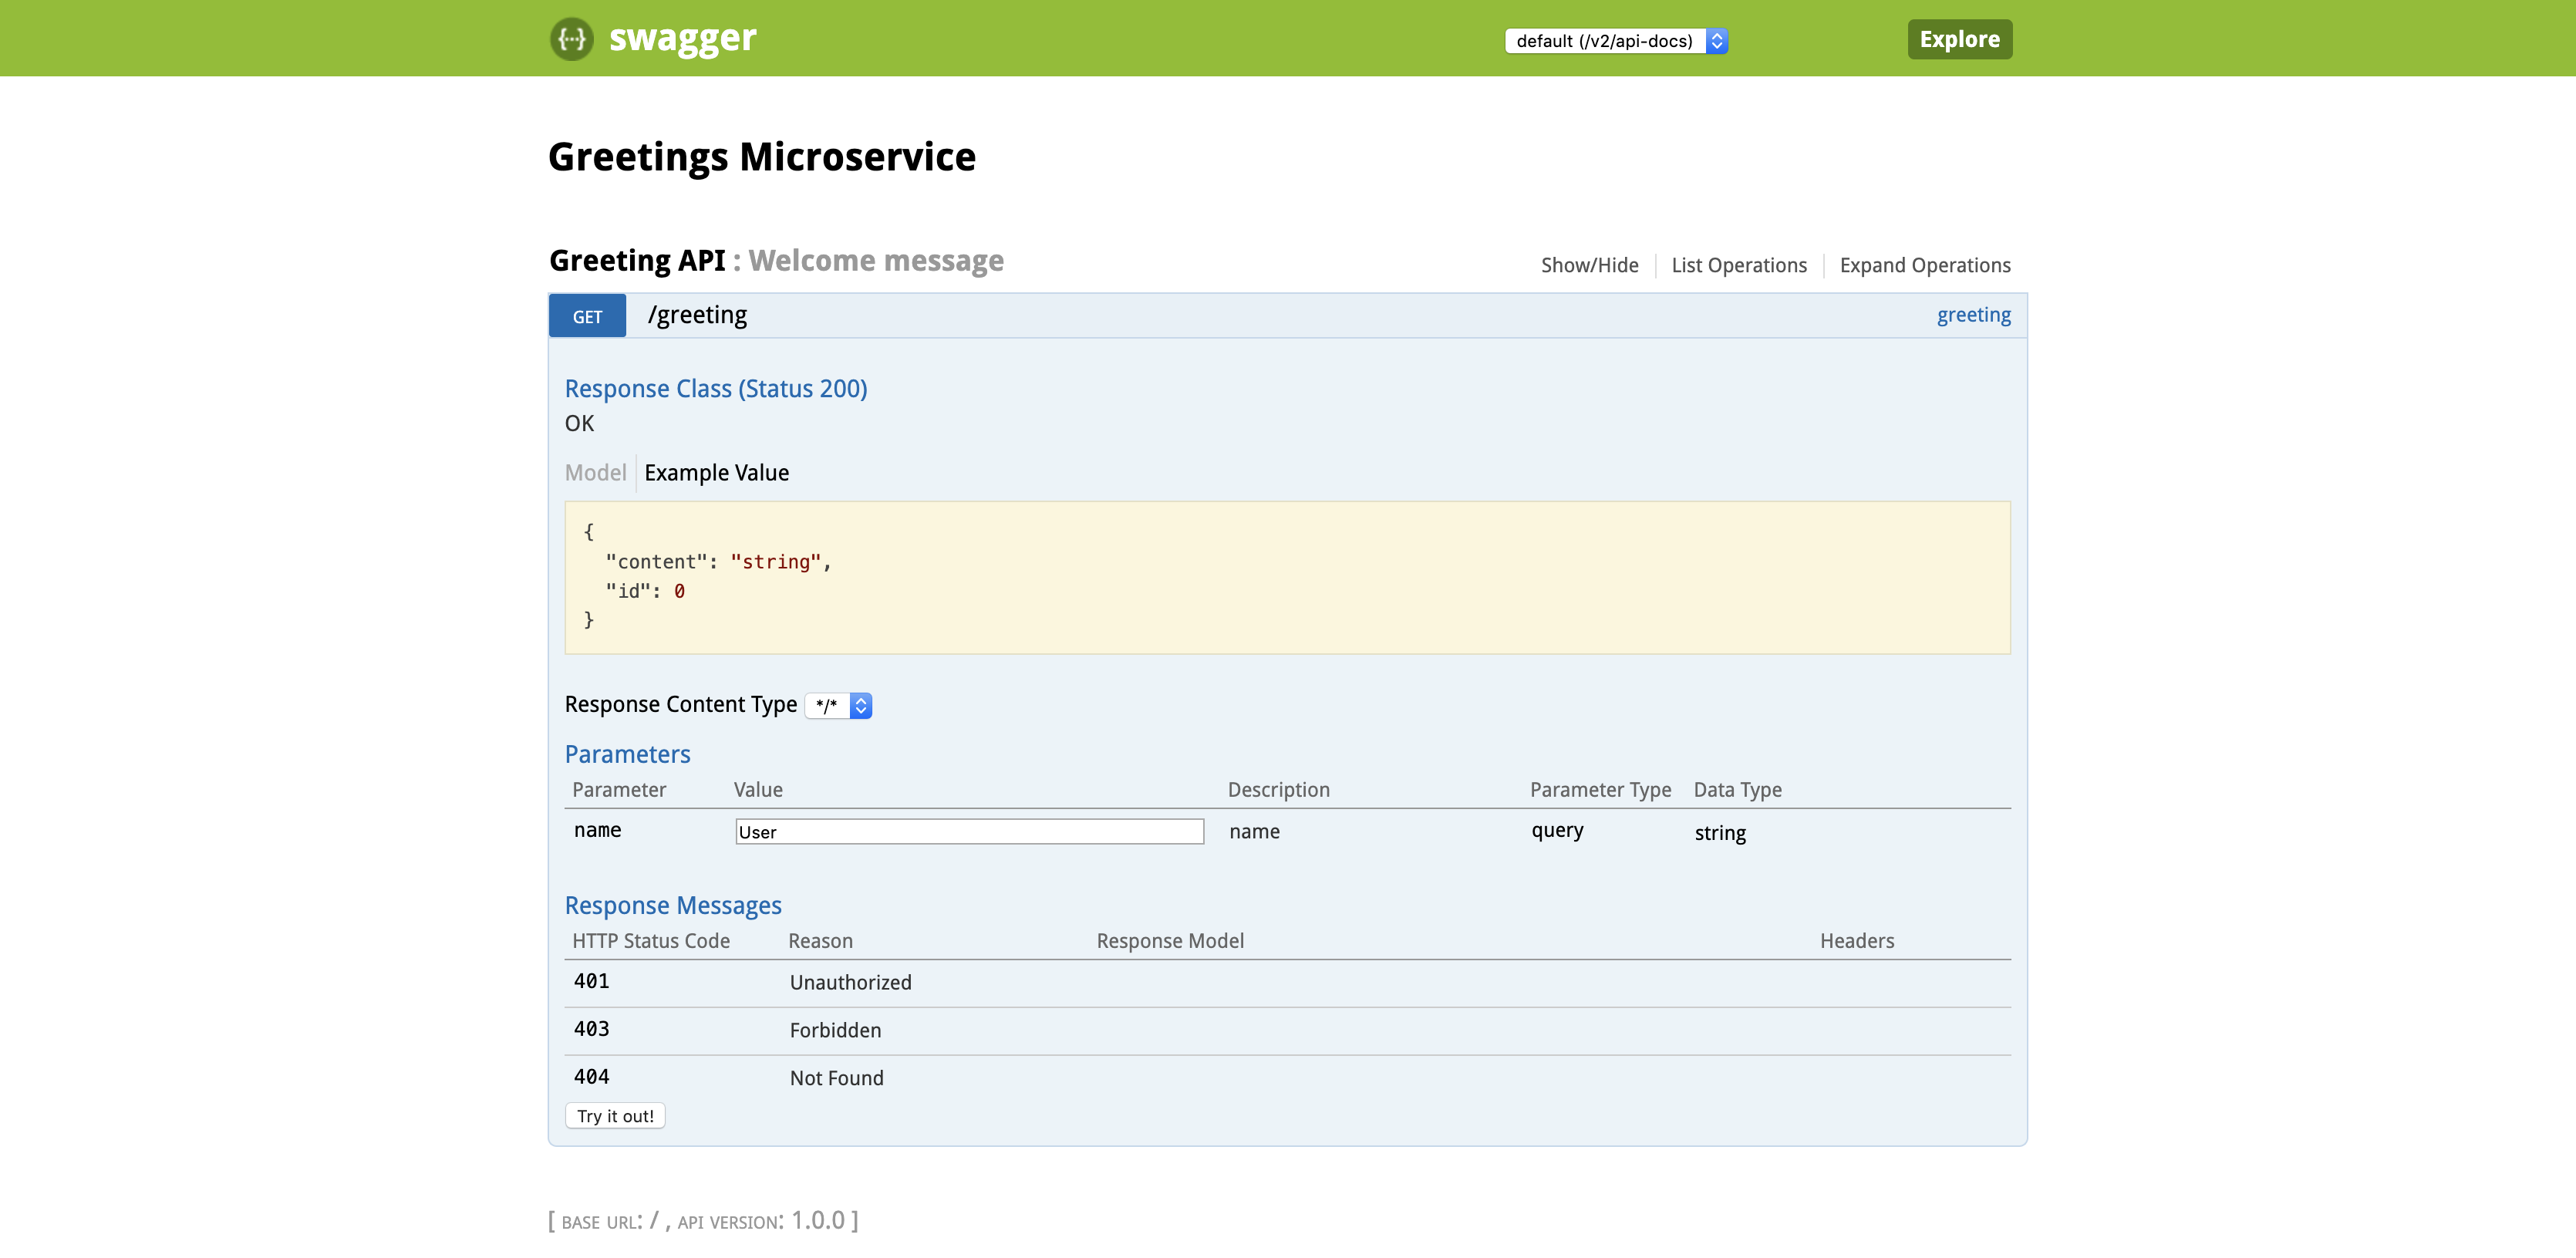 {···} swagger default (/v2/api-docs) Explore
Greetings Microservice
Greeting API : Welcome message Show/Hide List Operations Expand Operations
GET /greeting greeting
Response Class (Status 200)
OK
Model Example Value
{
"content": "string",
"id": 0
}
Response Content Type */*
Parameters
Parameter Value Description Parameter Type Data Type
name User name query string
Response Messages
HTTP Status Code Reason Response Model Headers
401 Unauthorized
403 Forbidden
404 Not Found
Try it out!
[ BASE URL: / , API VERSION: 1.0.0 ]